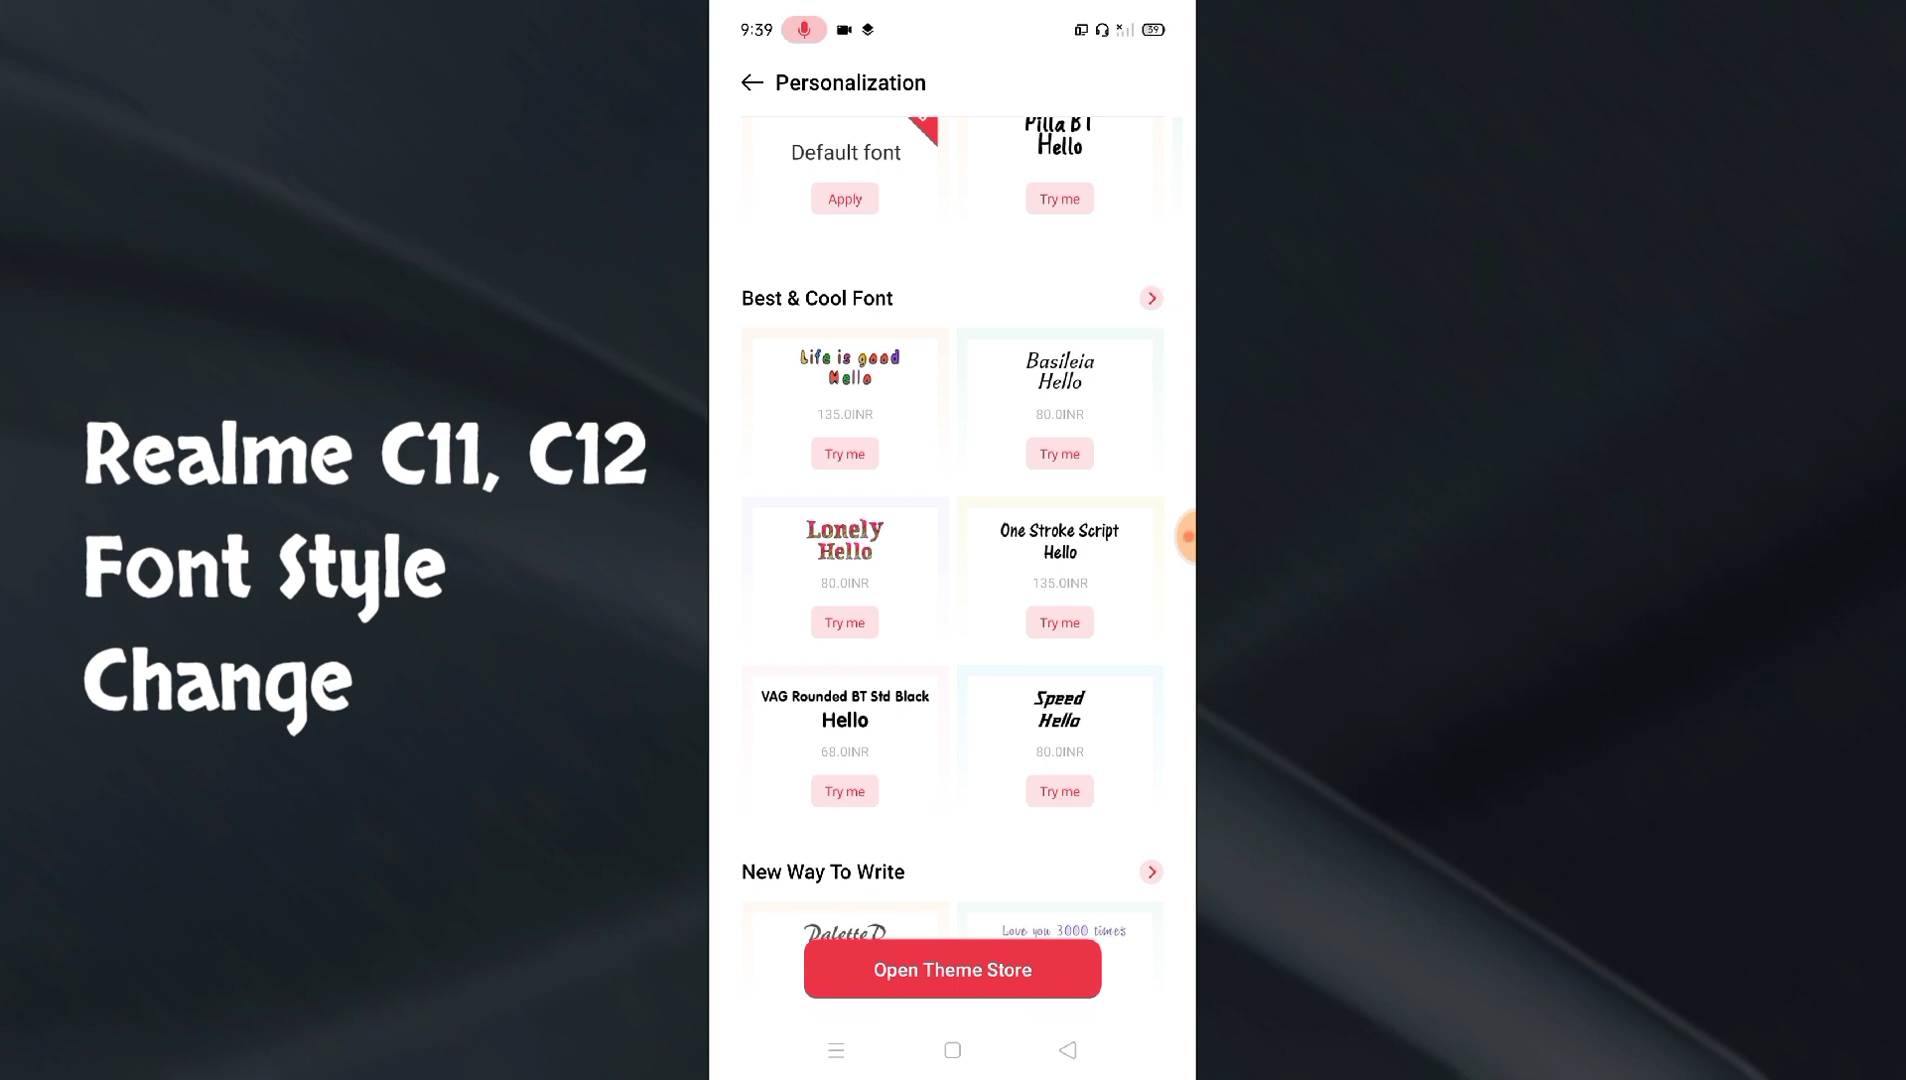 9:39
39
Personalization
Default font
Apply
Pilla BT
Hello
Try me
Best & Cool Font
Life is good
Hello
135.0INR
Try me
Basileia
Hello
80.0INR
Try me
Lonely
Hello
80.0INR
Try me
One Stroke Script
Hello
135.0INR
Try me
VAG Rounded BT Std Black
Hello
68.0INR
Try me
Speed
Hello
80.0INR
Try me
New Way To Write
PaletteD
Love you 3000 times
Open Theme Store
Realme C11, C12
Font Style
Change